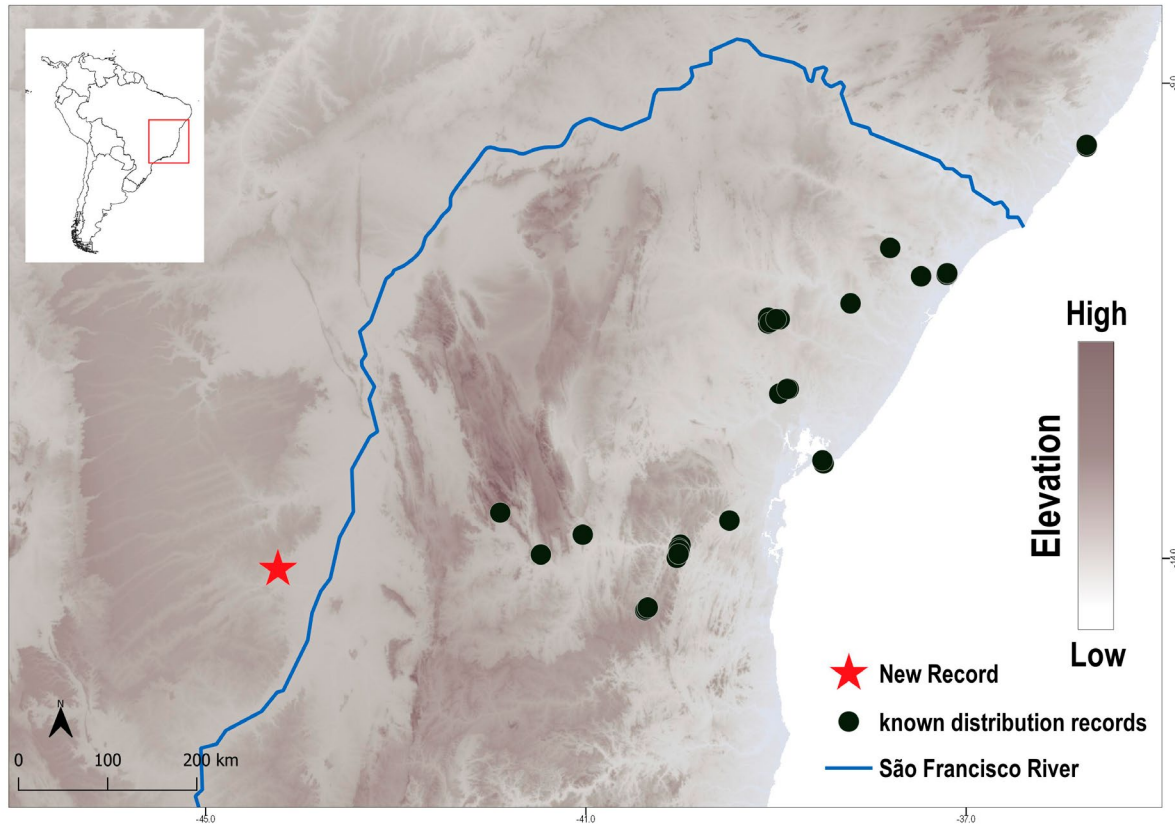 High
Elevation
Low
New Record
known distribution records
São Francisco River
N
0 100 200 km
-45.0 -41.0 -37.0